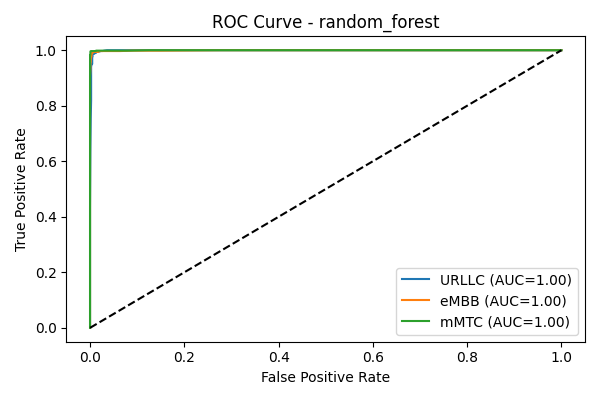 ROC Curve - random_forest
True Positive Rate
1.0
0.8
0.6
0.4
0.2
0.0
URLLC (AUC=1.00)
eMBB (AUC=1.00)
mMTC (AUC=1.00)
0.0 0.2 0.4 0.6 0.8 1.0
False Positive Rate